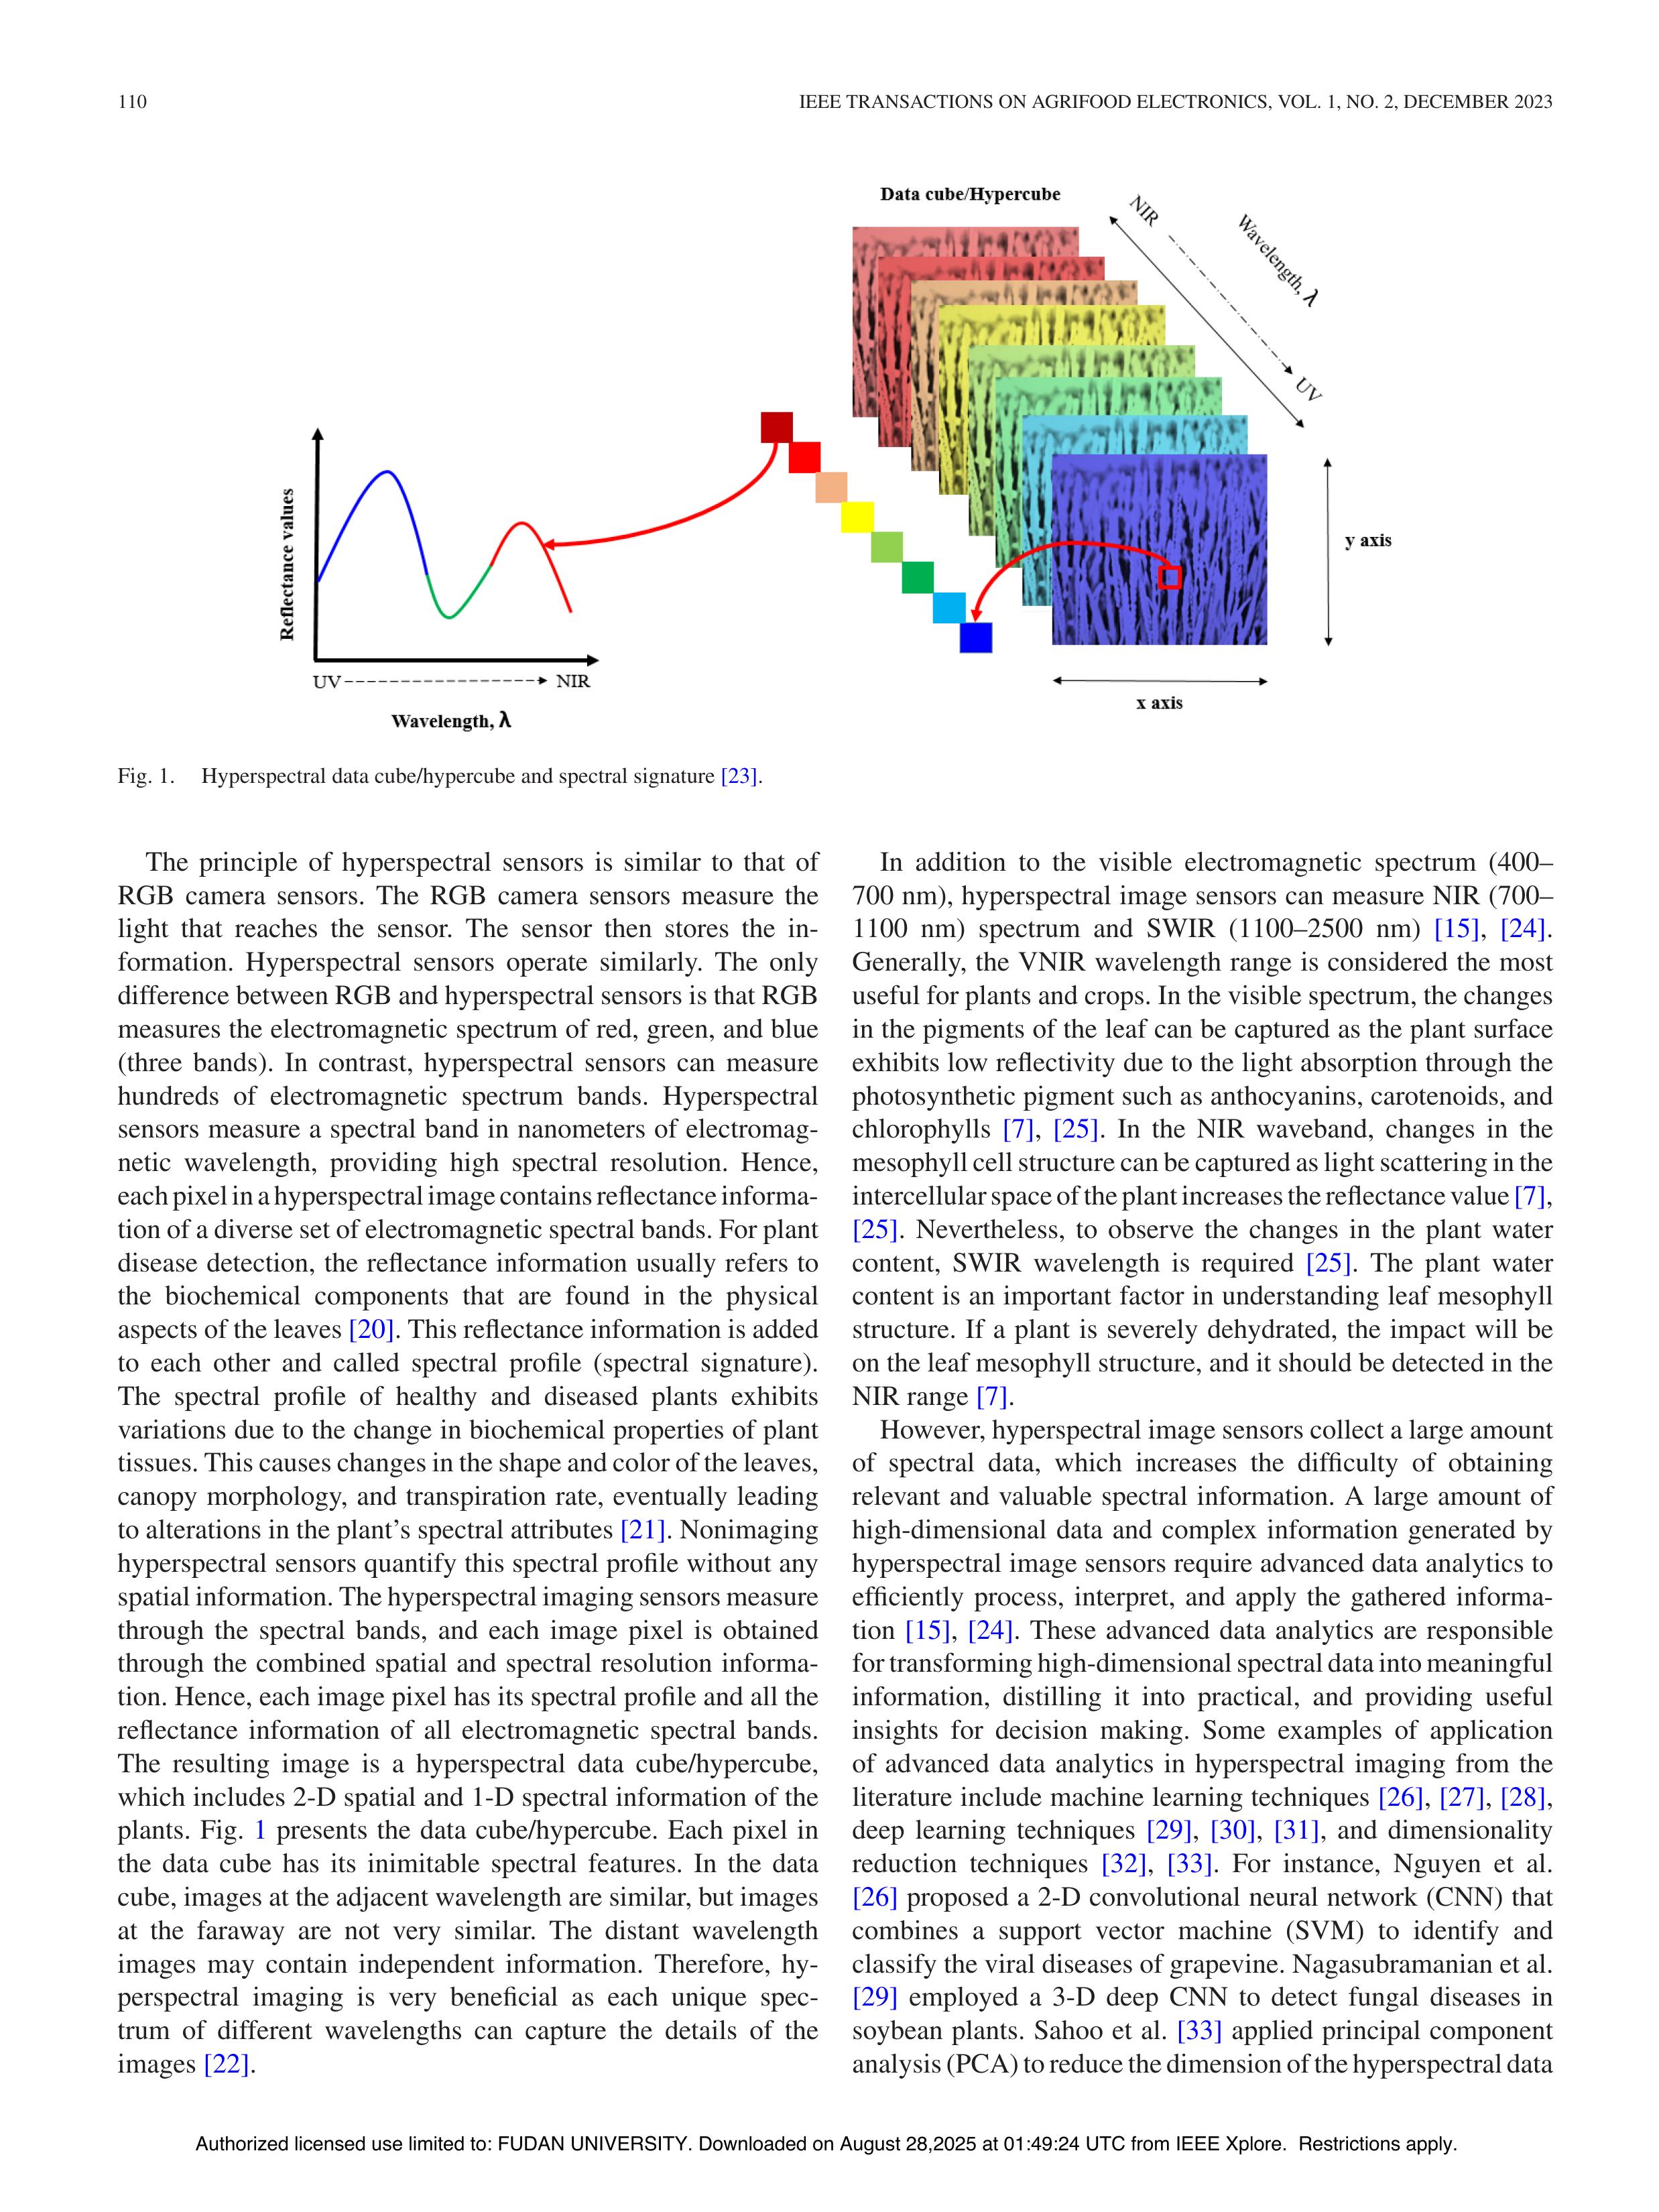 110
IEEE TRANSACTIONS ON AGRIFOOD ELECTRONICS, VOL. 1, NO. 2, DECEMBER 2023
Data cube/Hypercube
NIR
Wavelength, λ
UV
Reflectance values
y axis
UV
NIR
x axis
Wavelength, λ
Fig. 1. Hyperspectral data cube/hypercube and spectral signature [23].
The principle of hyperspectral sensors is similar to that of
RGB camera sensors. The RGB camera sensors measure the
light that reaches the sensor. The sensor then stores the in-
formation. Hyperspectral sensors operate similarly. The only
difference between RGB and hyperspectral sensors is that RGB
measures the electromagnetic spectrum of red, green, and blue
(three bands). In contrast, hyperspectral sensors can measure
hundreds of electromagnetic spectrum bands. Hyperspectral
sensors measure a spectral band in nanometers of electromag-
netic wavelength, providing high spectral resolution. Hence,
each pixel in a hyperspectral image contains reflectance informa-
tion of a diverse set of electromagnetic spectral bands. For plant
disease detection, the reflectance information usually refers to
the biochemical components that are found in the physical
aspects of the leaves [20]. This reflectance information is added
to each other and called spectral profile (spectral signature).
The spectral profile of healthy and diseased plants exhibits
variations due to the change in biochemical properties of plant
tissues. This causes changes in the shape and color of the leaves,
canopy morphology, and transpiration rate, eventually leading
to alterations in the plant's spectral attributes [21]. Nonimaging
hyperspectral sensors quantify this spectral profile without any
spatial information. The hyperspectral imaging sensors measure
through the spectral bands, and each image pixel is obtained
through the combined spatial and spectral resolution informa-
tion. Hence, each image pixel has its spectral profile and all the
reflectance information of all electromagnetic spectral bands.
The resulting image is a hyperspectral data cube/hypercube,
which includes 2-D spatial and 1-D spectral information of the
plants. Fig. 1 presents the data cube/hypercube. Each pixel in
the data cube has its inimitable spectral features. In the data
cube, images at the adjacent wavelength are similar, but images
at the faraway are not very similar. The distant wavelength
images may contain independent information. Therefore, hy-
perspectral imaging is very beneficial as each unique spec-
trum of different wavelengths can capture the details of the
images [22].
In addition to the visible electromagnetic spectrum (400–
700 nm), hyperspectral image sensors can measure NIR (700–
1100 nm) spectrum and SWIR (1100–2500 nm) [15], [24].
Generally, the VNIR wavelength range is considered the most
useful for plants and crops. In the visible spectrum, the changes
in the pigments of the leaf can be captured as the plant surface
exhibits low reflectivity due to the light absorption through the
photosynthetic pigment such as anthocyanins, carotenoids, and
chlorophylls [7], [25]. In the NIR waveband, changes in the
mesophyll cell structure can be captured as light scattering in the
intercellular space of the plant increases the reflectance value [7],
[25]. Nevertheless, to observe the changes in the plant water
content, SWIR wavelength is required [25]. The plant water
content is an important factor in understanding leaf mesophyll
structure. If a plant is severely dehydrated, the impact will be
on the leaf mesophyll structure, and it should be detected in the
NIR range [7].
However, hyperspectral image sensors collect a large amount
of spectral data, which increases the difficulty of obtaining
relevant and valuable spectral information. A large amount of
high-dimensional data and complex information generated by
hyperspectral image sensors require advanced data analytics to
efficiently process, interpret, and apply the gathered informa-
tion [15], [24]. These advanced data analytics are responsible
for transforming high-dimensional spectral data into meaningful
information, distilling it into practical, and providing useful
insights for decision making. Some examples of application
of advanced data analytics in hyperspectral imaging from the
literature include machine learning techniques [26], [27], [28],
deep learning techniques [29], [30], [31], and dimensionality
reduction techniques [32], [33]. For instance, Nguyen et al.
[26] proposed a 2-D convolutional neural network (CNN) that
combines a support vector machine (SVM) to identify and
classify the viral diseases of grapevine. Nagasubramanian et al.
[29] employed a 3-D deep CNN to detect fungal diseases in
soybean plants. Sahoo et al. [33] applied principal component
analysis (PCA) to reduce the dimension of the hyperspectral data
Authorized licensed use limited to: FUDAN UNIVERSITY. Downloaded on August 28,2025 at 01:49:24 UTC from IEEE Xplore. Restrictions apply.